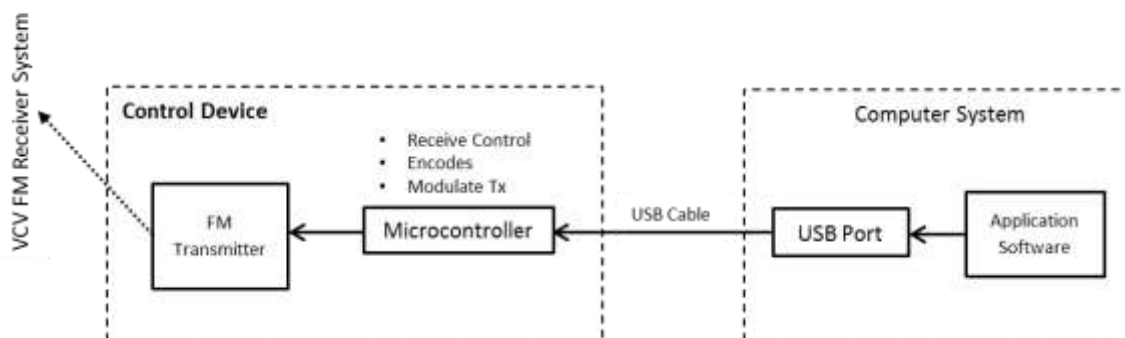 VCV FM Receiver System
Control Device
• Receive Control
• Encodes
• Modulate Tx
FM
Transmitter
Microcontroller
USB Cable
Computer System
USB Port
Application
Software